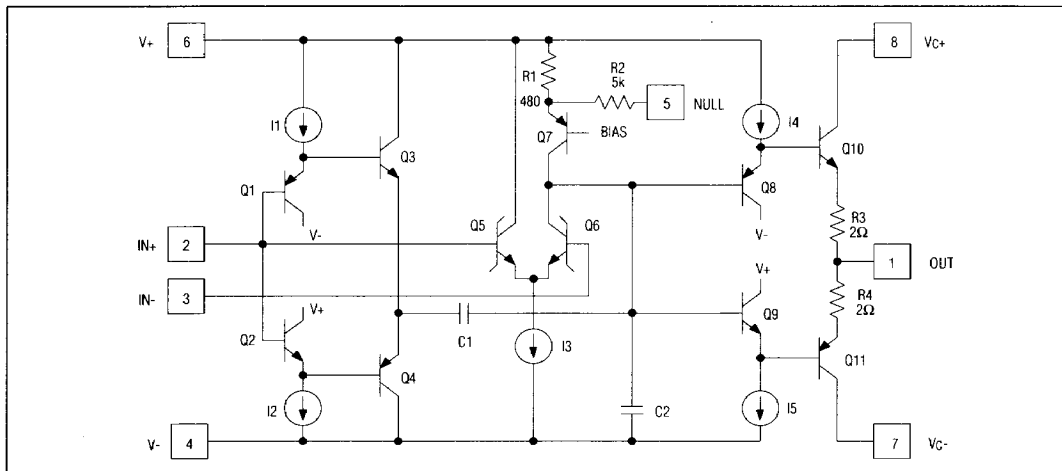 V+ 6
8 VC+
R1
480
R2
5k
5 NULL
I1
Q3
Q7
BIAS
I4
Q10
Q1
V-
Q8
V-
R3
2Ω
IN+ 2
Q5
Q6
1 OUT
IN- 3
V+
V+
R4
2Ω
Q2
C1
I3
Q9
Q11
Q4
I2
C2
I5
V- 4
7 VC-